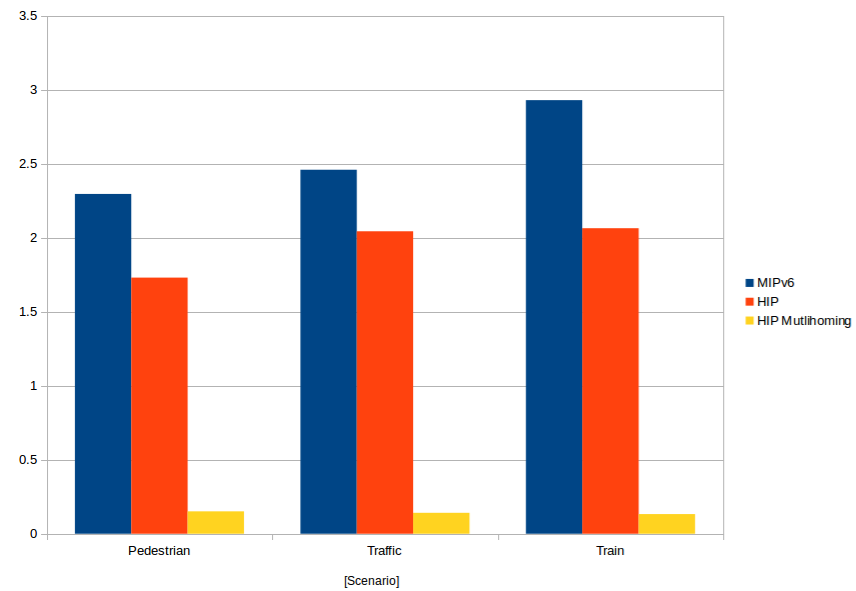 3.5
3
2.5
2
1.5
1
0.5
0
Pedestrian
Traffic
Train
[Scenario]
MIPv6
HIP
HIP Mutlihoming